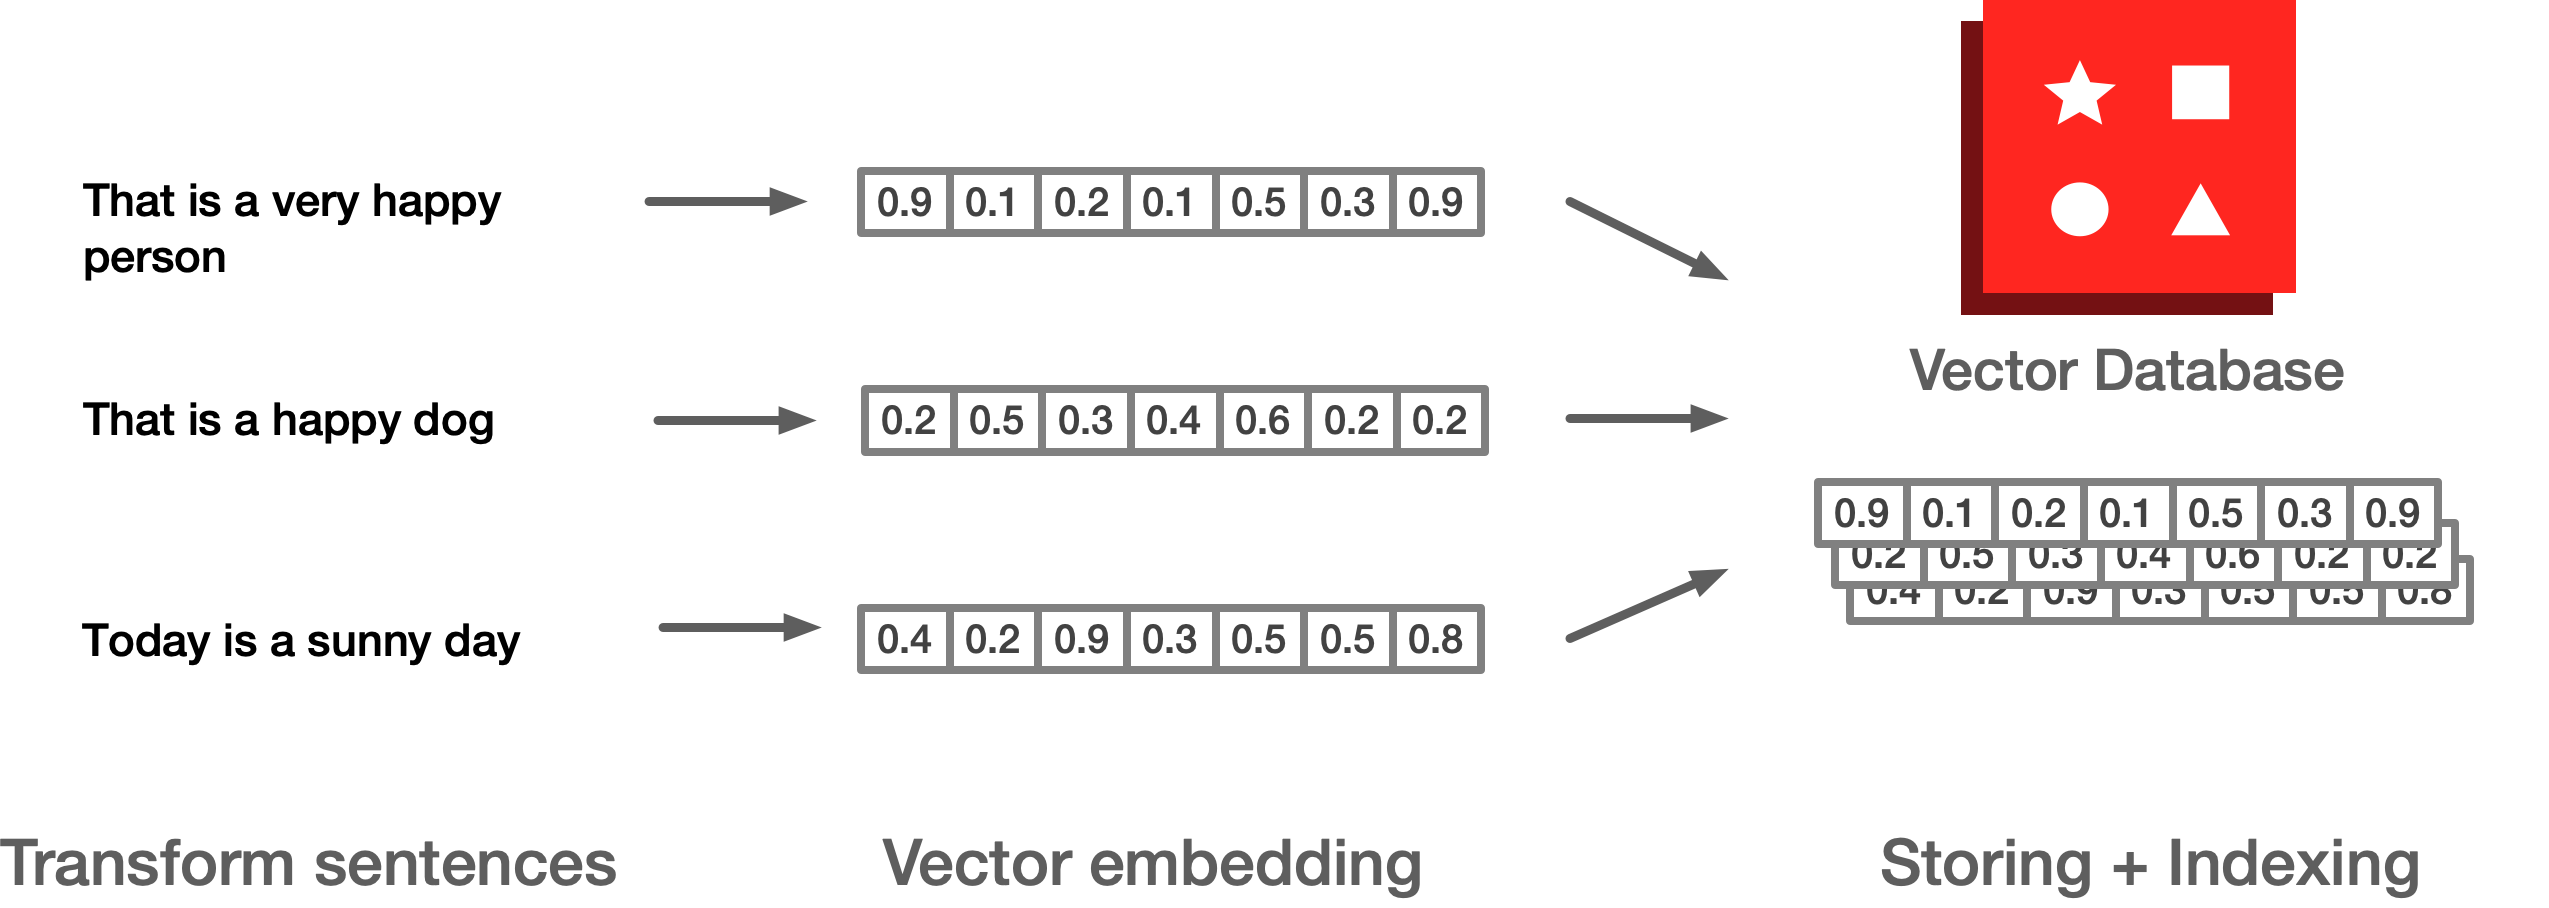 That is a very happy
person
0.9 0.1 0.2 0.1 0.5 0.3 0.9
That is a happy dog
0.2 0.5 0.3 0.4 0.6 0.2 0.2
Today is a sunny day
0.4 0.2 0.9 0.3 0.5 0.5 0.8
Vector Database
0.9 0.1 0.2 0.1 0.5 0.3 0.9
0.2 0.5 0.3 0.4 0.6 0.2 0.2
0.4 0.2 0.9 0.3 0.5 0.5 0.8
Transform sentences
Vector embedding
Storing + Indexing